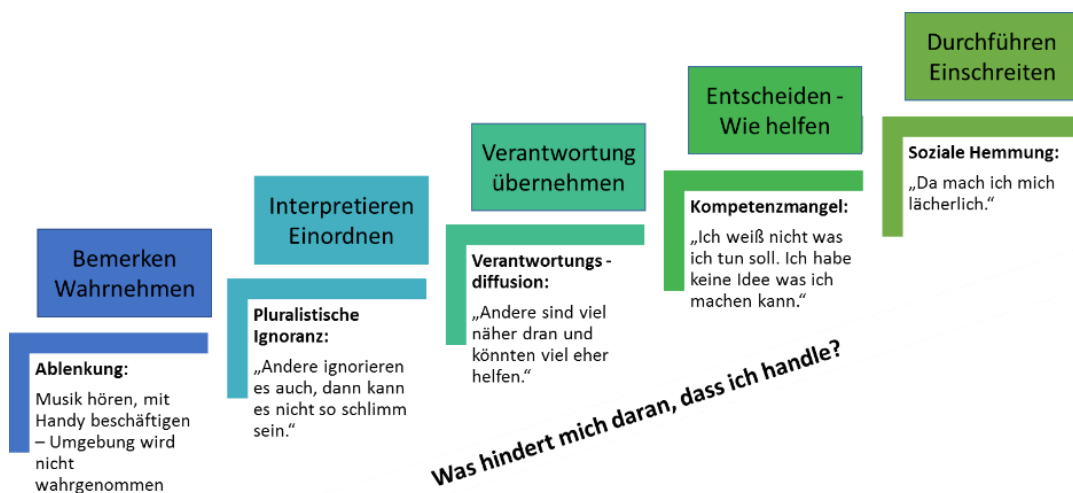 Bemerken
Wahrnehmen
Ablenkung:
Musik hören, mit
Handy beschäftigen
– Umgebung wird
nicht
wahrgenommen
Interpretieren
Einordnen
Pluralistische
Ignoranz:
„Andere ignorieren
es auch, dann kann
es nicht so schlimm
sein.“
Verantwortung
übernehmen
Verantwortungs -
diffusion:
„Andere sind viel
näher dran und
könnten viel eher
helfen.“
Entscheiden -
Wie helfen
Kompetenzmangel:
„Ich weiß nicht was
ich tun soll. Ich habe
keine Idee was ich
machen kann.“
Durchführen
Einschreiten
Soziale Hemmung:
„Da mach ich mich
lächerlich.“
Was hindert mich daran, dass ich handle?